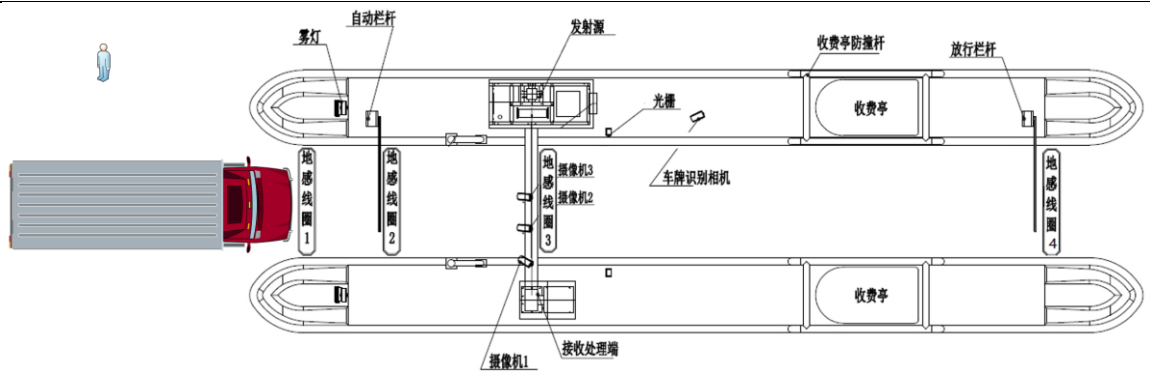 自动栏杆
雾灯
发射源
收费亭防撞杆
放行栏杆
光栅
收费亭
车牌识别相机
地感线圈1
地感线圈2
摄像机3
摄像机2
地感线圈3
地感线圈4
收费亭
摄像机1
接收处理端